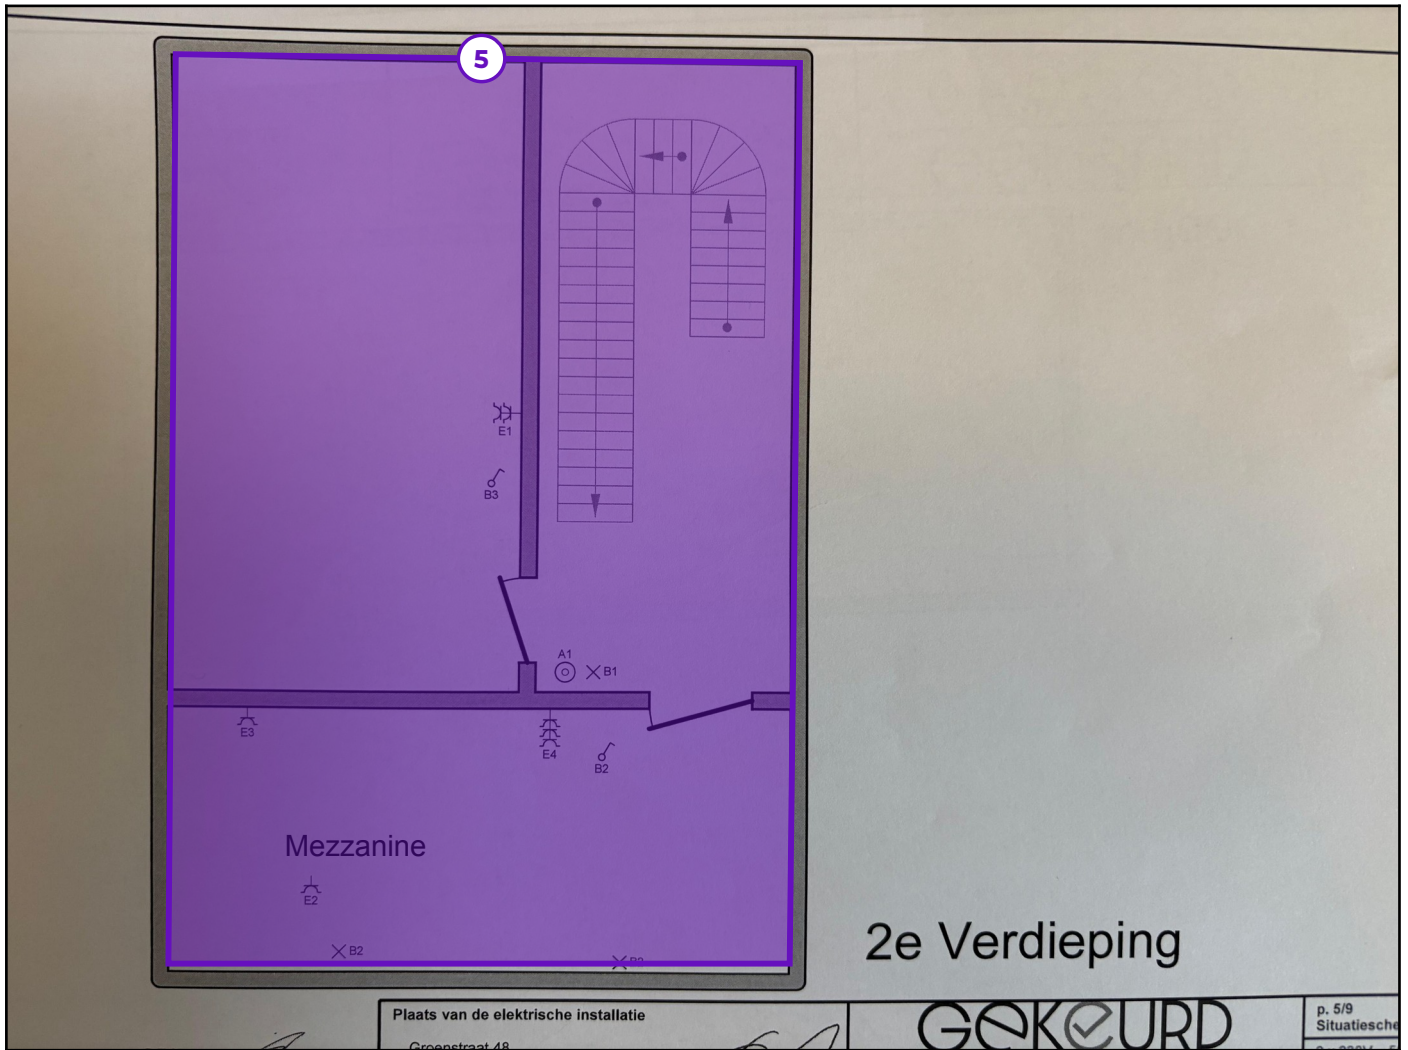 5
E1
B3
A1
B1
E3
E4
B2
Mezzanine
E2
B2
2e Verdieping
Plaats van de elektrische installatie
GEKEURD
p. 5/9
Situatiesche
Groenstraat 48